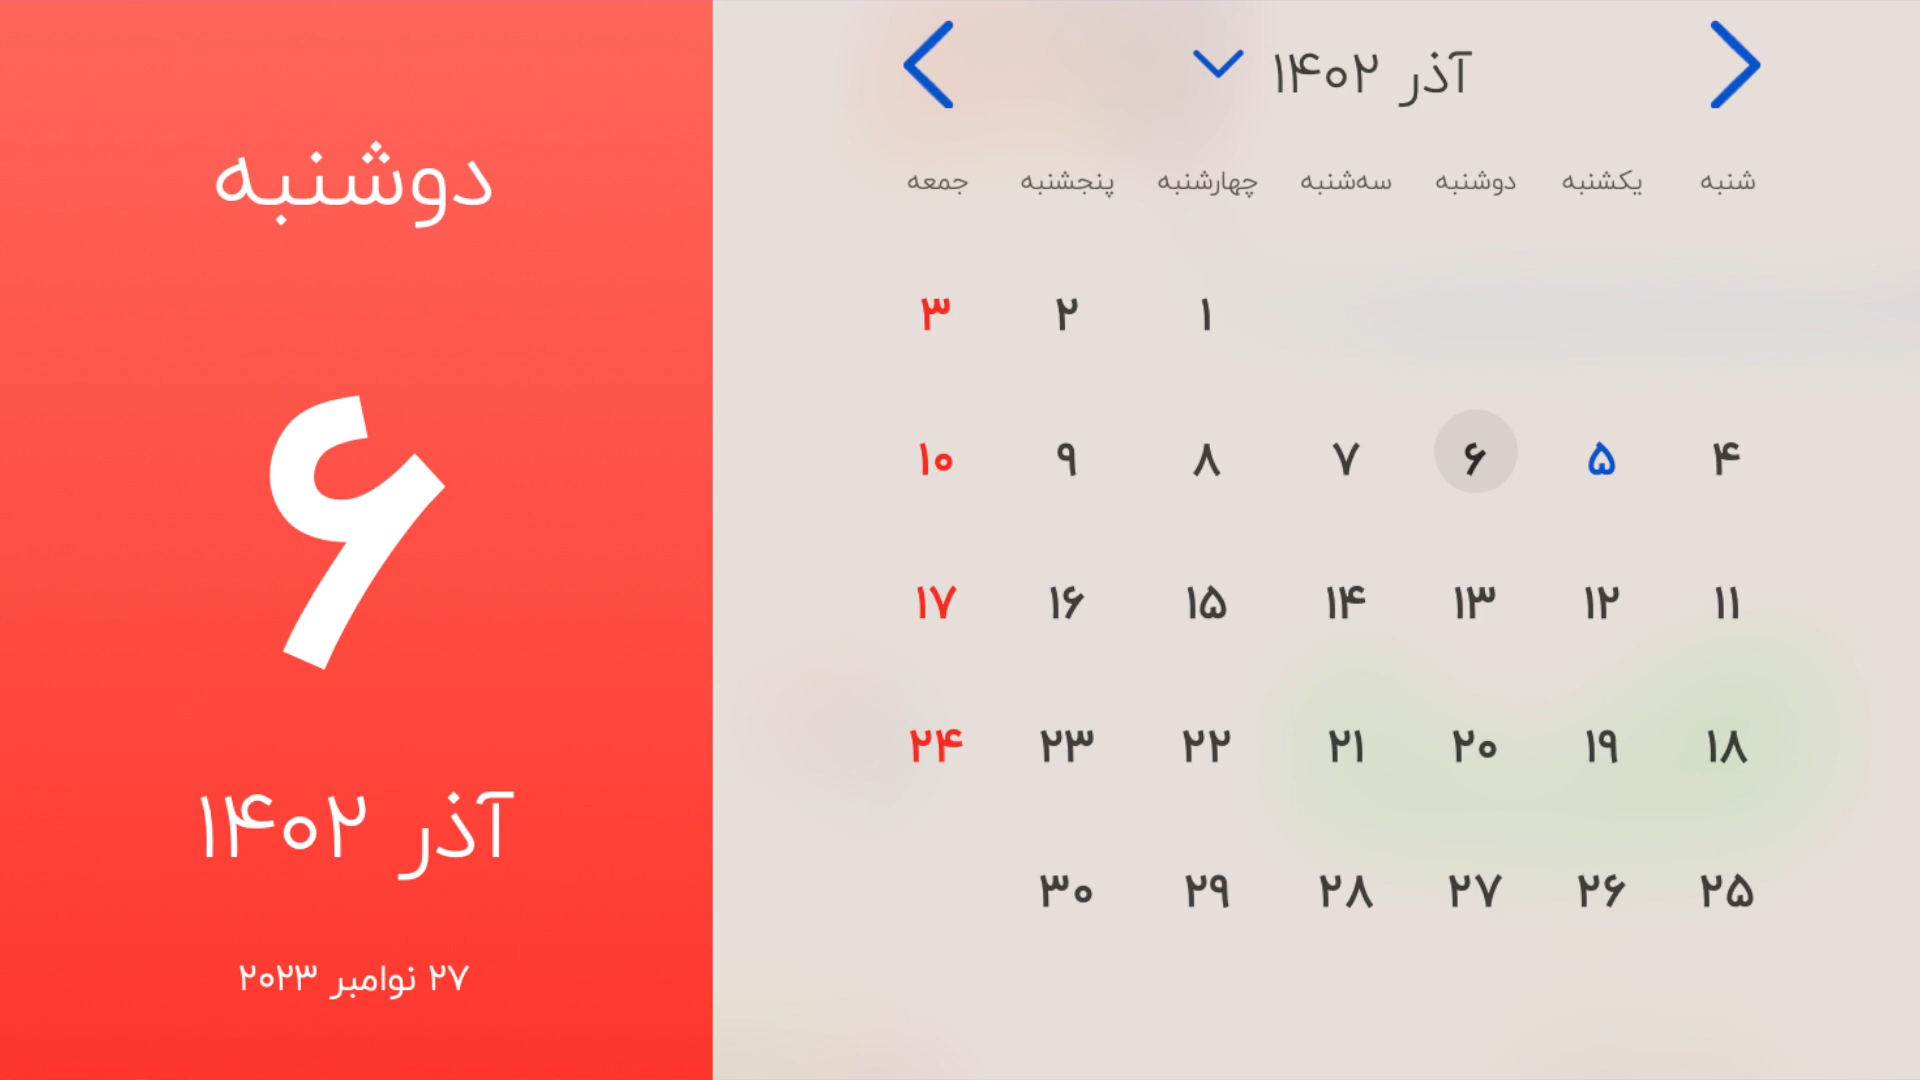 دوشنبه
۶
آذر ۱۴۰۲
۲۷ نوامبر ۲۰۲۳
آذر ۱۴۰۲
شنبه یکشنبه دوشنبه سه‌شنبه چهارشنبه پنجشنبه جمعه
۱ ۲ ۳
۴ ۵ ۶ ۷ ۸ ۹ ۱۰
۱۱ ۱۲ ۱۳ ۱۴ ۱۵ ۱۶ ۱۷
۱۸ ۱۹ ۲۰ ۲۱ ۲۲ ۲۳ ۲۴
۲۵ ۲۶ ۲۷ ۲۸ ۲۹ ۳۰